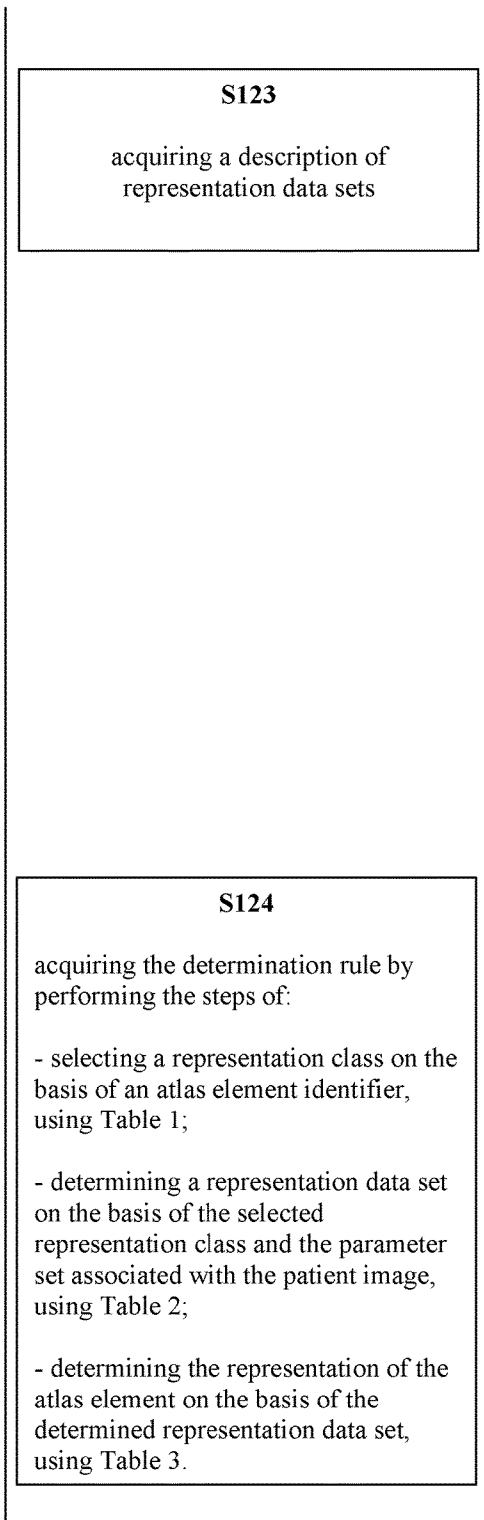 S123
acquiring a description of
representation data sets
S124
acquiring the determination rule by
performing the steps of:
- selecting a representation class on the
basis of an atlas element identifier,
using Table 1;
- determining a representation data set
on the basis of the selected
representation class and the parameter
set associated with the patient image,
using Table 2;
- determining the representation of the
atlas element on the basis of the
determined representation data set,
using Table 3.